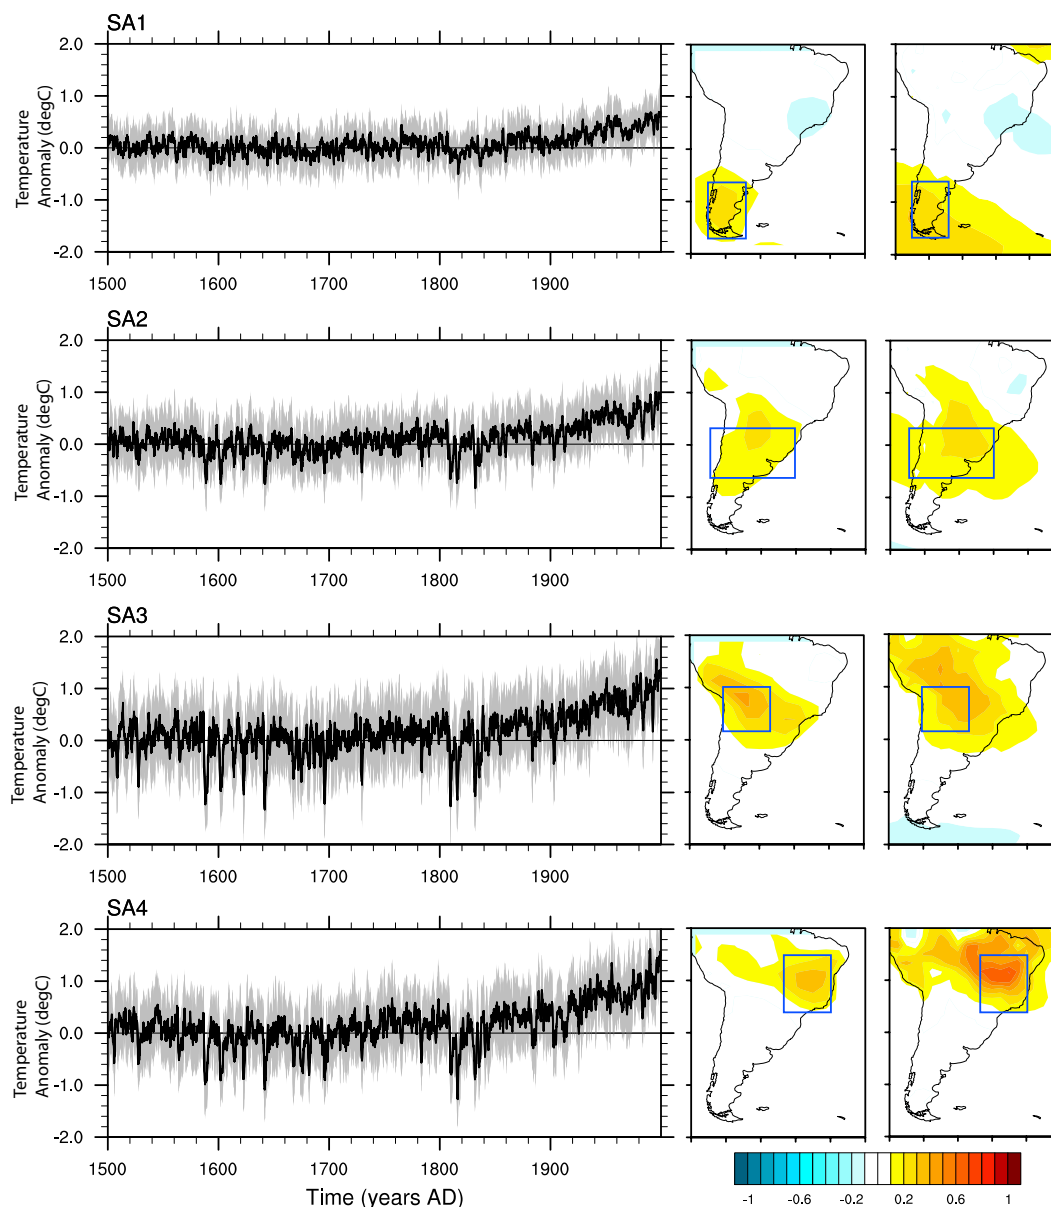 SA1
2.0
1.0
0.0
-1.0
-2.0
Temperature
Anomaly (degC)
1500 1600 1700 1800 1900
SA2
2.0
1.0
0.0
-1.0
-2.0
Temperature
Anomaly (degC)
1500 1600 1700 1800 1900
SA3
2.0
1.0
0.0
-1.0
-2.0
Temperature
Anomaly (degC)
1500 1600 1700 1800 1900
SA4
2.0
1.0
0.0
-1.0
-2.0
Temperature
Anomaly (degC)
1500 1600 1700 1800 1900
Time (years AD)
-1 -0.6 -0.2 0.2 0.6 1